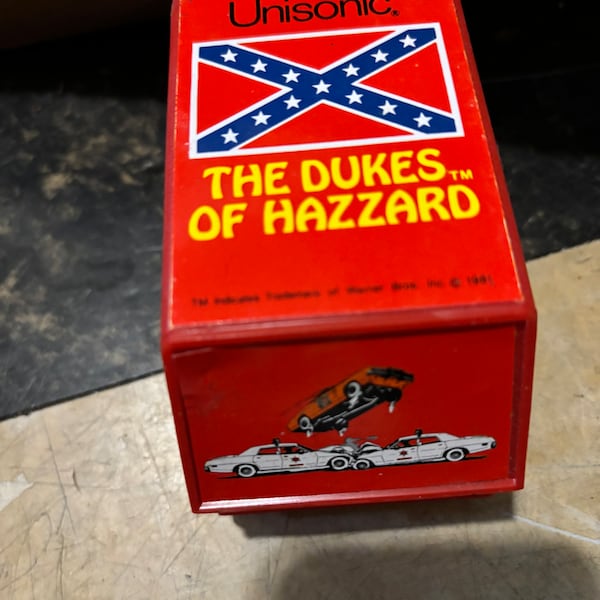 Unisonic®
THE DUKES™
OF HAZZARD
TM Indicates Trademark of Warner Bros. Inc. © 1981